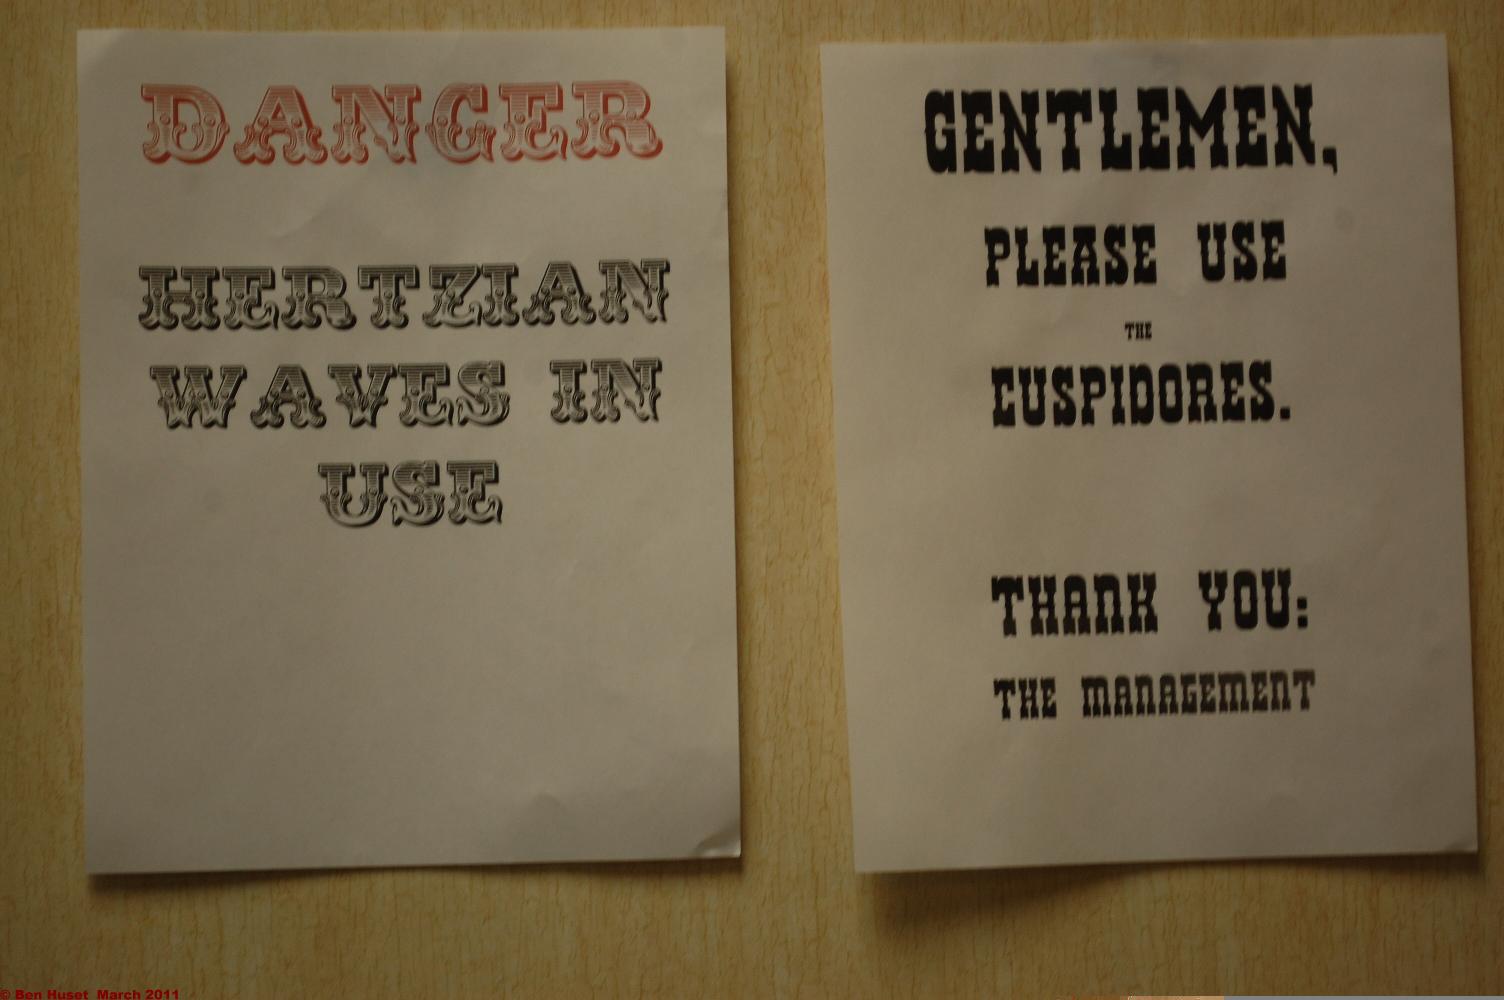 DANGER
HERTZIAN
WAVES IN
USE
GENTLEMEN,
PLEASE USE
THE
CUSPIDORES.
THANK YOU:
THE MANAGEMENT
© Ben Huset March 2011